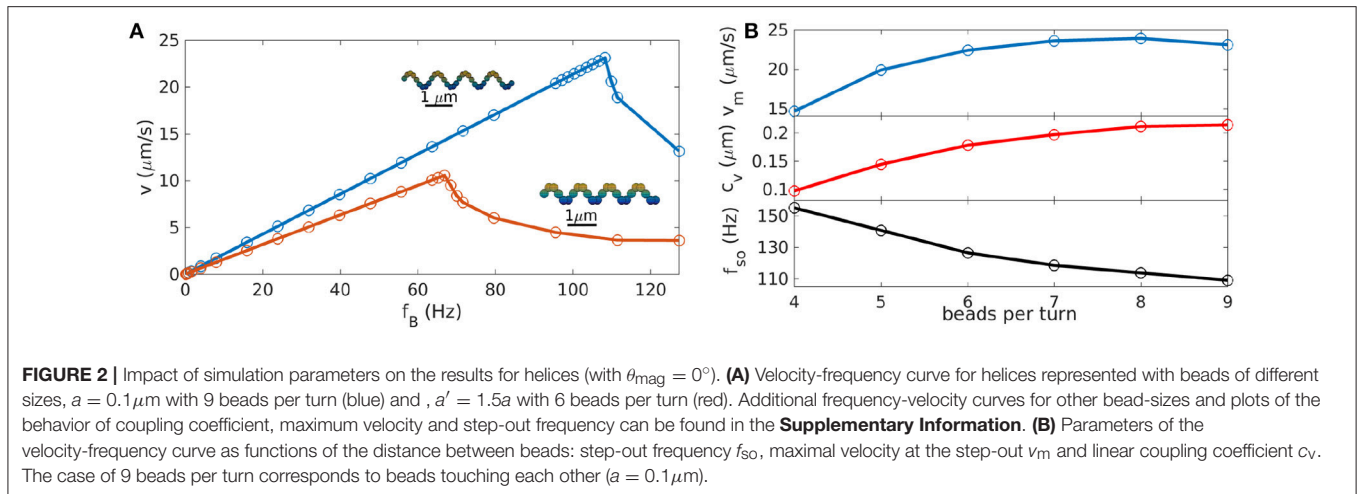 A
25
20
15
10
5
0
v (μm/s)
1 μm
1μm
0
20
40
60
80
100
120
f_B (Hz)
B
25
20
15
v_m (μm/s)
0.2
0.15
0.1
c_v (μm)
150
130
110
f_so (Hz)
4
5
6
7
8
9
beads per turn
FIGURE 2 | Impact of simulation parameters on the results for helices (with θmag = 0°). (A) Velocity-frequency curve for helices represented with beads of different
sizes, a = 0.1μm with 9 beads per turn (blue) and , a′ = 1.5a with 6 beads per turn (red). Additional frequency-velocity curves for other bead-sizes and plots of the
behavior of coupling coefficient, maximum velocity and step-out frequency can be found in the Supplementary Information. (B) Parameters of the
velocity-frequency curve as functions of the distance between beads: step-out frequency fso, maximal velocity at the step-out vm and linear coupling coefficient cv.
The case of 9 beads per turn corresponds to beads touching each other (a = 0.1μm).